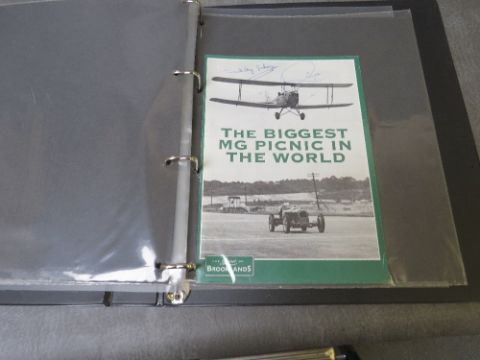 THE BIGGEST
MG PICNIC IN
THE WORLD
BROOKLANDS